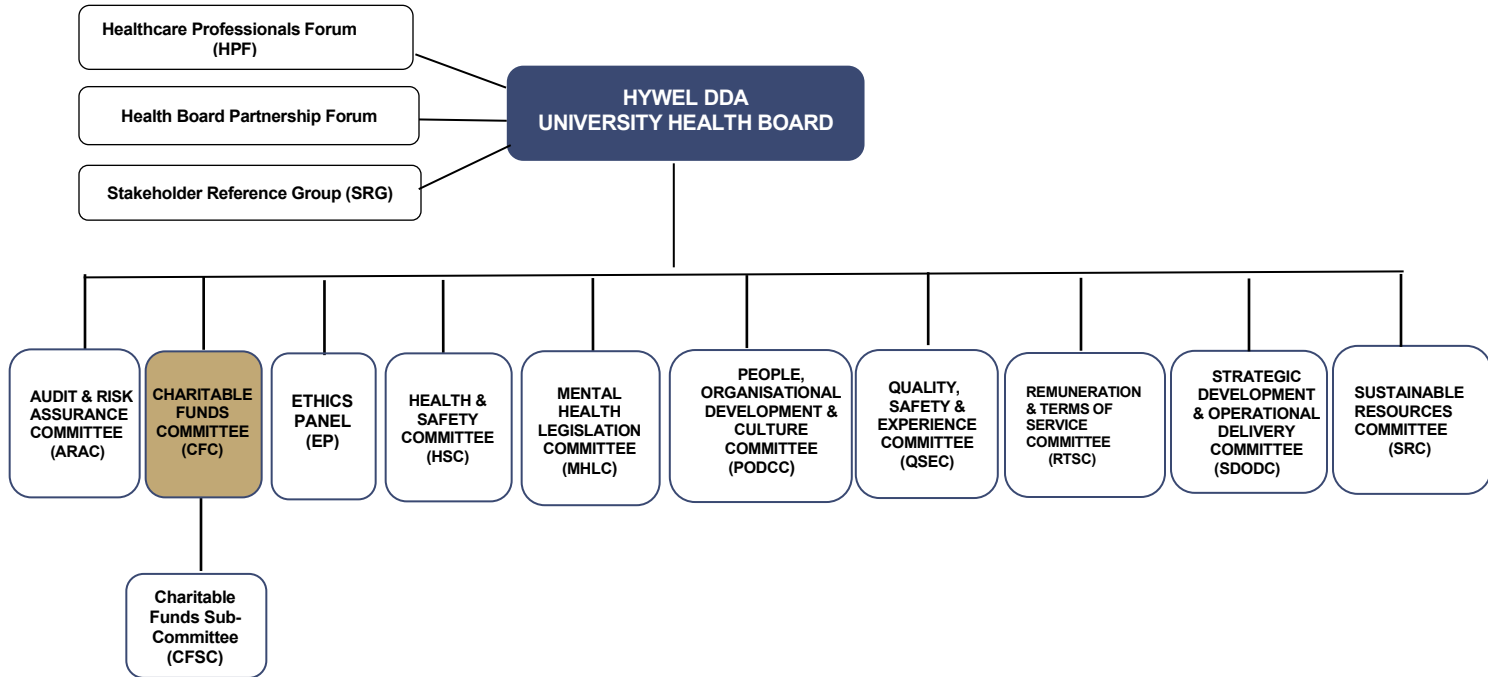 Healthcare Professionals Forum
(HPF)
Health Board Partnership Forum
Stakeholder Reference Group (SRG)
HYWEL DDA
UNIVERSITY HEALTH BOARD
AUDIT & RISK
ASSURANCE
COMMITTEE
(ARAC)
CHARITABLE
FUNDS
COMMITTEE
(CFC)
ETHICS
PANEL
(EP)
HEALTH &
SAFETY
COMMITTEE
(HSC)
MENTAL
HEALTH
LEGISLATION
COMMITTEE
(MHLC)
PEOPLE,
ORGANISATIONAL
DEVELOPMENT &
CULTURE
COMMITTEE
(PODCC)
QUALITY,
SAFETY &
EXPERIENCE
COMMITTEE
(QSEC)
REMUNERATION
& TERMS OF
SERVICE
COMMITTEE
(RTSC)
STRATEGIC
DEVELOPMENT
& OPERATIONAL
DELIVERY
COMMITTEE
(SDODC)
SUSTAINABLE
RESOURCES
COMMITTEE
(SRC)
Charitable
Funds Sub-
Committee
(CFSC)